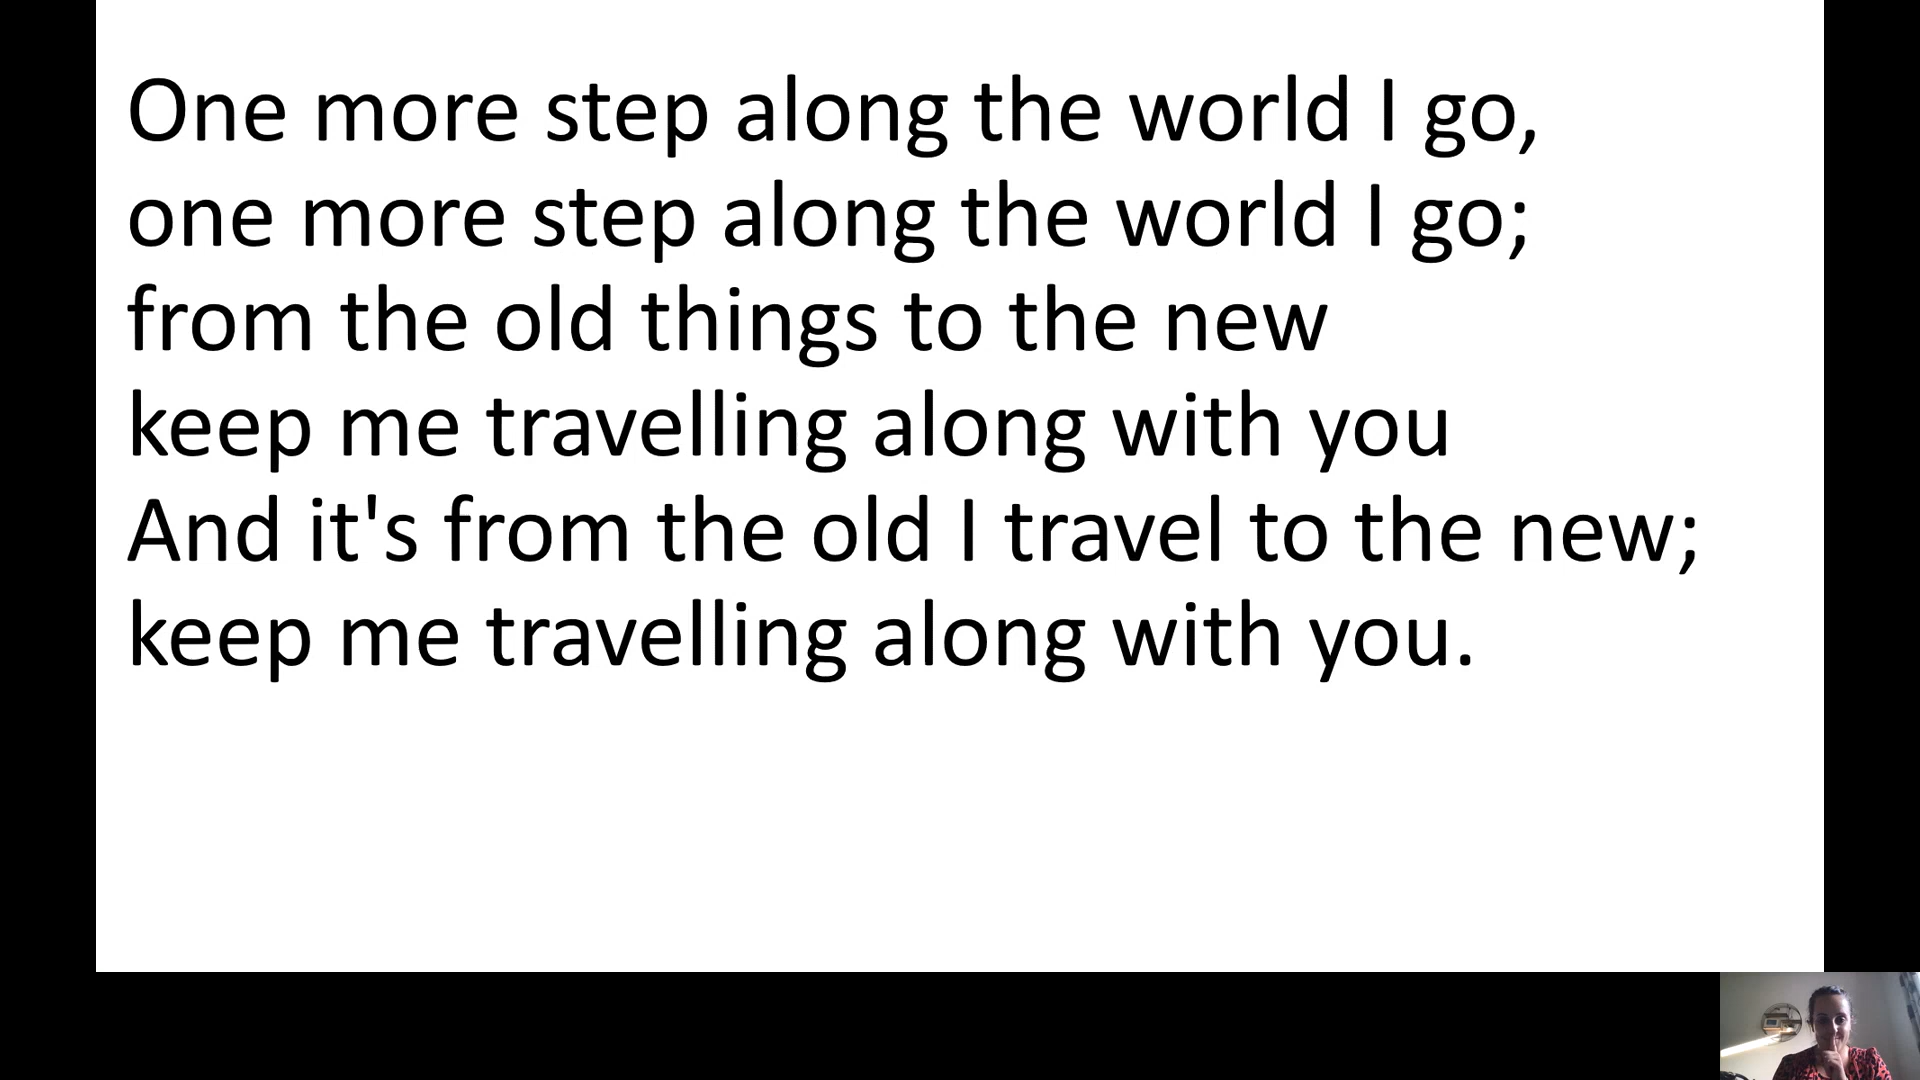 One more step along the world I go,
one more step along the world I go;
from the old things to the new
keep me travelling along with you
And it's from the old I travel to the new;
keep me travelling along with you.